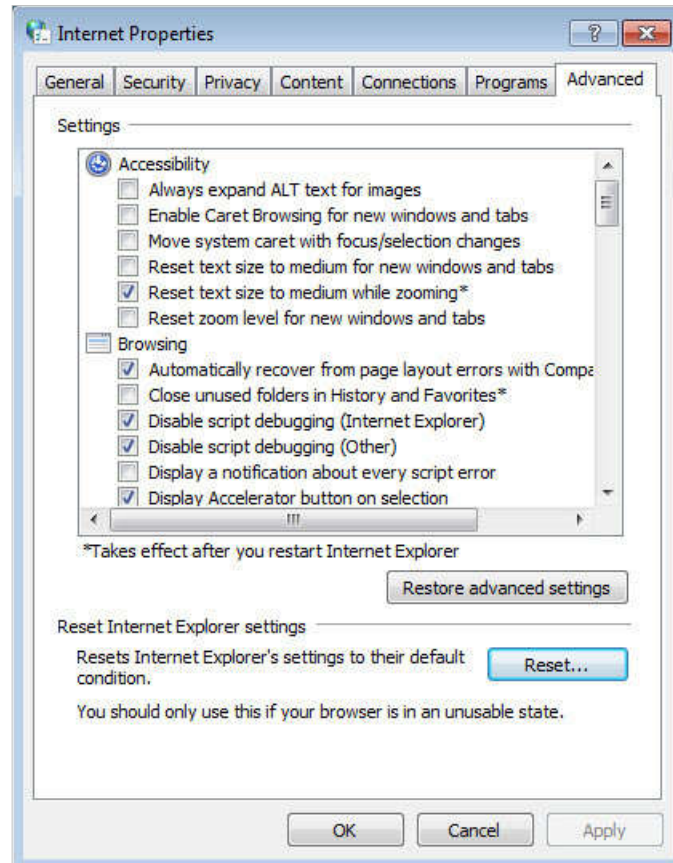 Internet Properties
General Security Privacy Content Connections Programs Advanced
Settings
Accessibility
Always expand ALT text for images
Enable Caret Browsing for new windows and tabs
Move system caret with focus/selection changes
Reset text size to medium for new windows and tabs
Reset text size to medium while zooming*
Reset zoom level for new windows and tabs
Browsing
Automatically recover from page layout errors with Compa
Close unused folders in History and Favorites*
Disable script debugging (Internet Explorer)
Disable script debugging (Other)
Display a notification about every script error
Display Accelerator button on selection
*Takes effect after you restart Internet Explorer
Restore advanced settings
Reset Internet Explorer settings
Resets Internet Explorer's settings to their default
condition.
Reset...
You should only use this if your browser is in an unusable state.
OK Cancel Apply